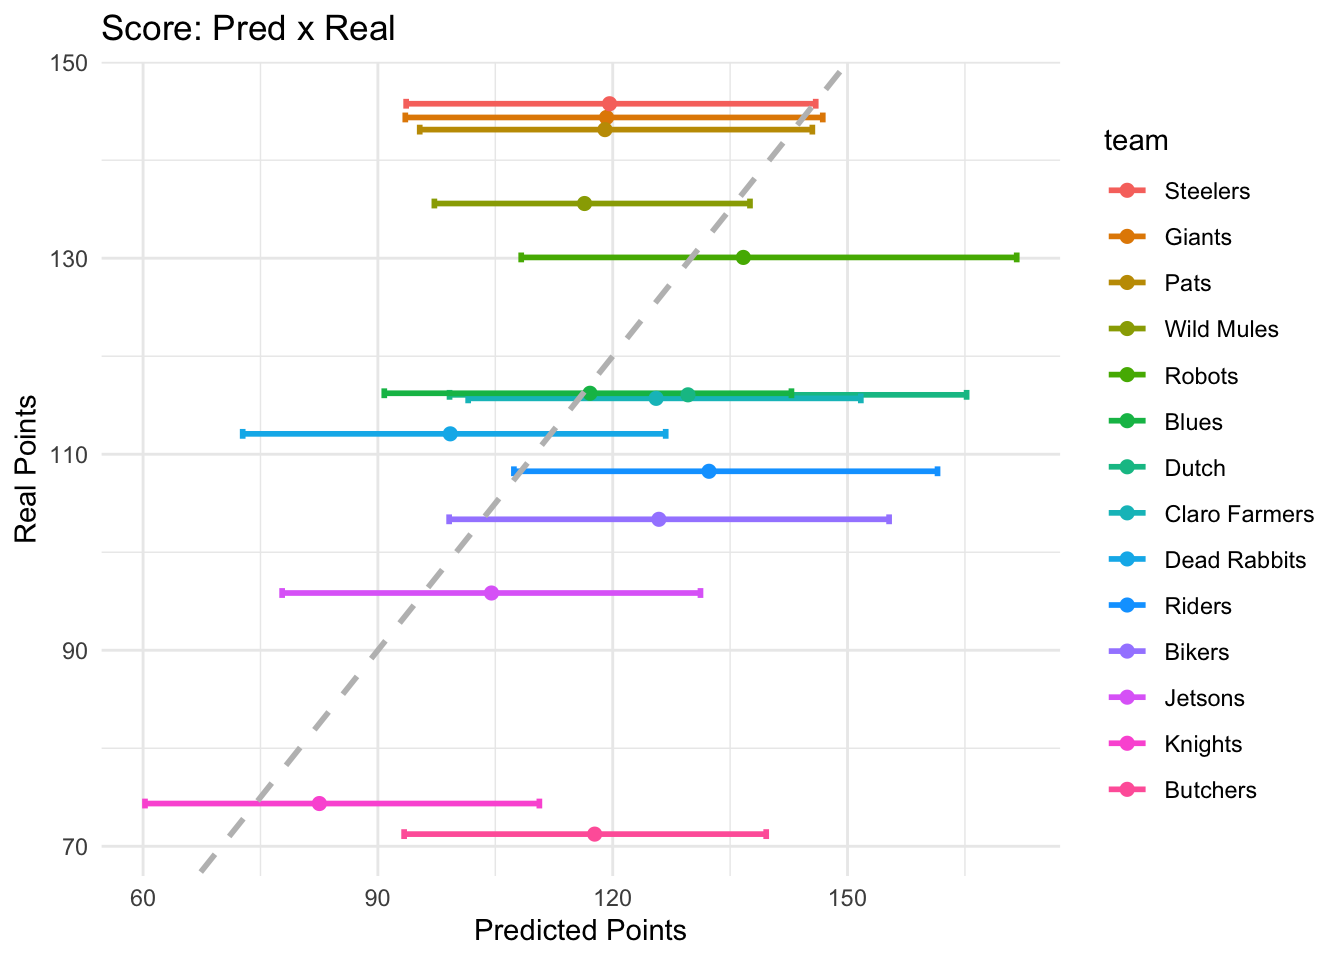 Score: Pred x Real
150
130
110
90
70
Real Points
60
90
120
150
Predicted Points
team
Steelers
Giants
Pats
Wild Mules
Robots
Blues
Dutch
Claro Farmers
Dead Rabbits
Riders
Bikers
Jetsons
Knights
Butchers